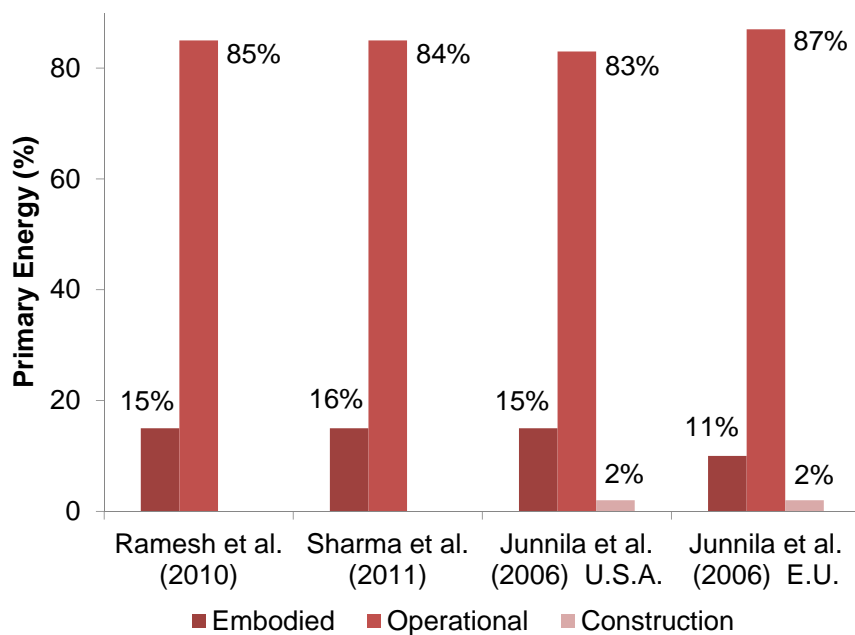 Primary Energy (%)
80
60
40
20
0
15%
85%
16%
84%
15%
83%
2%
11%
87%
2%
Ramesh et al.
(2010)
Sharma et al.
(2011)
Junnila et al.
(2006) U.S.A.
Junnila et al.
(2006) E.U.
Embodied
Operational
Construction